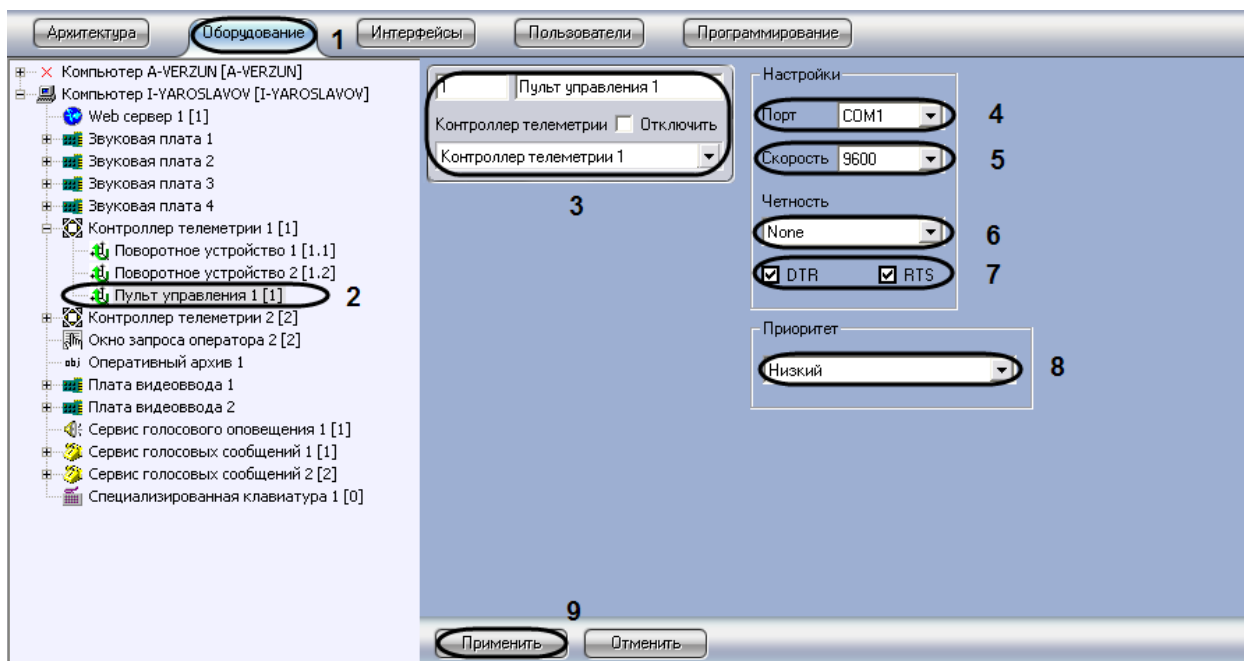 Архитектура
Оборудование
1
Интерфейсы
Пользователи
Программирование
Компьютер A-VERZUN [A-VERZUN]
Компьютер I-YAROSLAVOV [I-YAROSLAVOV]
Web сервер 1 [1]
Звуковая плата 1
Звуковая плата 2
Звуковая плата 3
Звуковая плата 4
Контроллер телеметрии 1 [1]
Поворотное устройство 1 [1.1]
Поворотное устройство 2 [1.2]
Пульт управления 1 [1]
2
Контроллер телеметрии 2 [2]
Окно запроса оператора 2 [2]
obj Оперативный архив 1
Плата видеоввода 1
Плата видеоввода 2
Сервис голосового оповещения 1 [1]
Сервис голосовых сообщений 1 [1]
Сервис голосовых сообщений 2 [2]
Специализированная клавиатура 1 [0]
1 Пульт управления 1
Контроллер телеметрии Отключить
Контроллер телеметрии 1
3
Настройки
Порт COM1
4
Скорость 9600
5
Четность
None
6
DTR RTS
7
Приоритет
Низкий
8
9
Применить
Отменить